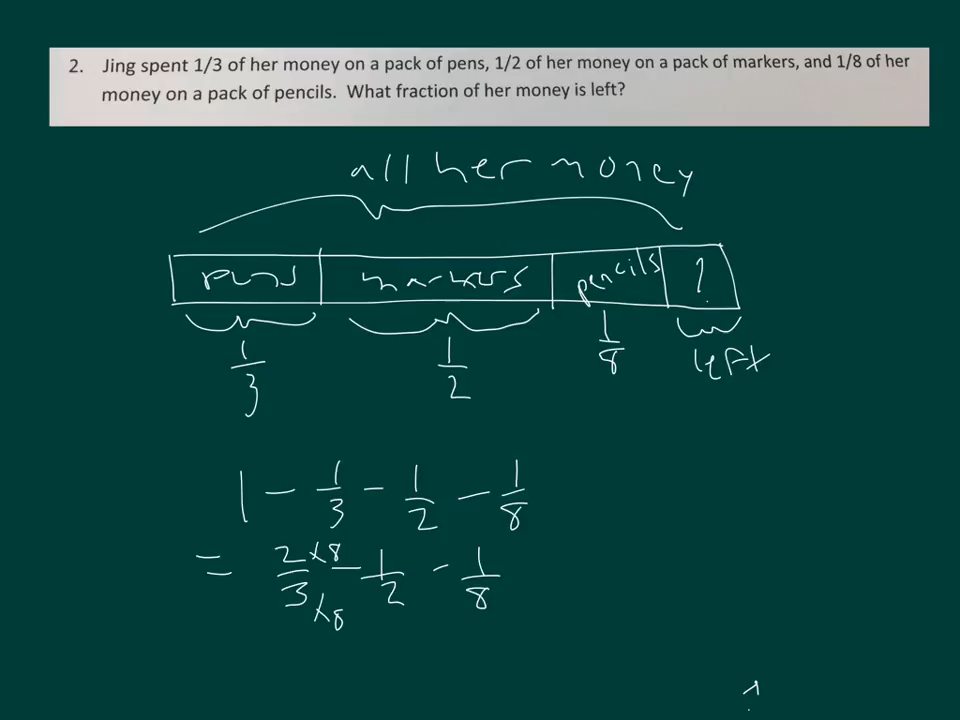 2. Jing spent 1/3 of her money on a pack of pens, 1/2 of her money on a pack of markers, and 1/8 of her
money on a pack of pencils. What fraction of her money is left?
all her money
pens markers pencils ?
1/3 1/2 1/8 left
1 - 1/3 - 1/2 - 1/8
= 2×8/3×8 - 1/2 - 1/8